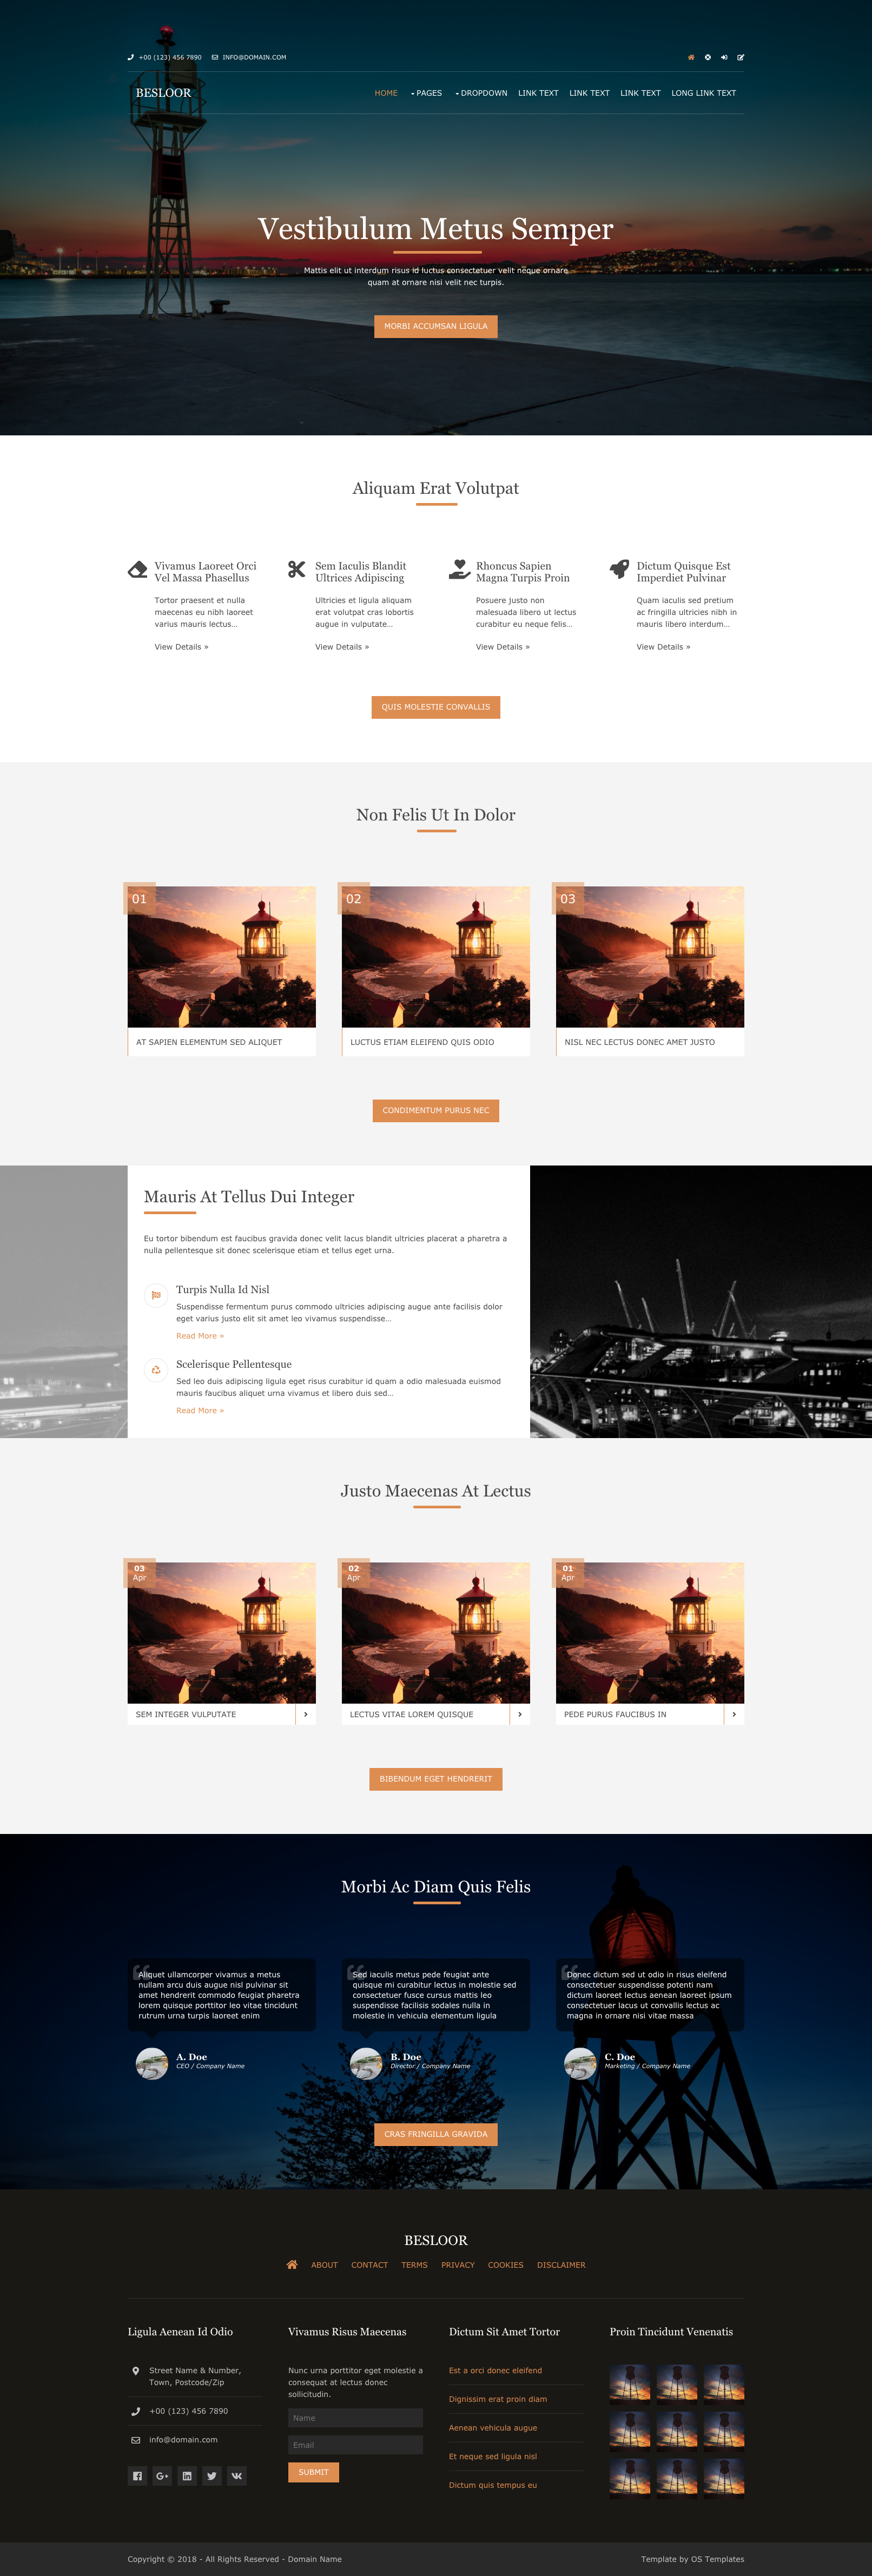 +00 (123) 456 7890 INFO@DOMAIN.COM
BESLOOR
HOME PAGES DROPDOWN LINK TEXT LINK TEXT LINK TEXT LONG LINK TEXT
Vestibulum Metus Semper
Mattis elit ut interdum risus id luctus consectetuer velit neque ornare
quam at ornare nisi velit nec turpis.
MORBI ACCUMSAN LIGULA
Aliquam Erat Volutpat
Vivamus Laoreet Orci
Vel Massa Phasellus
Tortor praesent et nulla
maecenas eu nibh laoreet
varius mauris lectus...
View Details »
Sem Iaculis Blandit
Ultrices Adipiscing
Ultricies et ligula aliquam
erat volutpat cras lobortis
augue in vulputate...
View Details »
Rhoncus Sapien
Magna Turpis Proin
Posuere justo non
malesuada libero ut lectus
curabitur eu neque felis...
View Details »
Dictum Quisque Est
Imperdiet Pulvinar
Quam iaculis sed pretium
ac fringilla ultricies nibh in
mauris libero interdum...
View Details »
QUIS MOLESTIE CONVALLIS
Non Felis Ut In Dolor
01
AT SAPIEN ELEMENTUM SED ALIQUET
02
LUCTUS ETIAM ELEIFEND QUIS ODIO
03
NISL NEC LECTUS DONEC AMET JUSTO
CONDIMENTUM PURUS NEC
Mauris At Tellus Dui Integer
Eu tortor bibendum est faucibus gravida donec velit lacus blandit ultricies placerat a pharetra a
nulla pellentesque sit donec scelerisque etiam et tellus eget urna.
Turpis Nulla Id Nisl
Suspendisse fermentum purus commodo ultricies adipiscing augue ante facilisis dolor
eget varius justo elit sit amet leo vivamus suspendisse...
Read More »
Scelerisque Pellentesque
Sed leo duis adipiscing ligula eget risus curabitur id quam a odio malesuada euismod
mauris faucibus aliquet urna vivamus et libero duis sed...
Read More »
Justo Maecenas At Lectus
03
Apr
SEM INTEGER VULPUTATE
02
Apr
LECTUS VITAE LOREM QUISQUE
01
Apr
PEDE PURUS FAUCIBUS IN
BIBENDUM EGET HENDRERIT
Morbi Ac Diam Quis Felis
Aliquet ullamcorper vivamus a metus
nullam arcu duis augue nisl pulvinar sit
amet hendrerit commodo feugiat pharetra
lorem quisque porttitor leo vitae tincidunt
rutrum urna turpis laoreet enim
A. Doe
CEO / Company Name
Sed iaculis metus pede feugiat ante
quisque mi curabitur lectus in molestie sed
consectetuer fusce cursus mattis leo
suspendisse facilisis sodales nulla in
molestie in vehicula elementum ligula
B. Doe
Director / Company Name
Donec dictum sed ut odio in risus eleifend
consectetuer suspendisse potenti nam
dictum laoreet lectus aenean laoreet ipsum
consectetuer lacus ut convallis lectus ac
magna in ornare nisi vitae massa
C. Doe
Marketing / Company Name
CRAS FRINGILLA GRAVIDA
BESLOOR
ABOUT CONTACT TERMS PRIVACY COOKIES DISCLAIMER
Ligula Aenean Id Odio
Street Name & Number,
Town, Postcode/Zip
+00 (123) 456 7890
info@domain.com
Vivamus Risus Maecenas
Nunc urna porttitor eget molestie a
consequat at lectus donec
sollicitudin.
Name
Email
SUBMIT
Dictum Sit Amet Tortor
Est a orci donec eleifend
Dignissim erat proin diam
Aenean vehicula augue
Et neque sed ligula nisl
Dictum quis tempus eu
Proin Tincidunt Venenatis
Copyright © 2018 - All Rights Reserved - Domain Name
Template by OS Templates